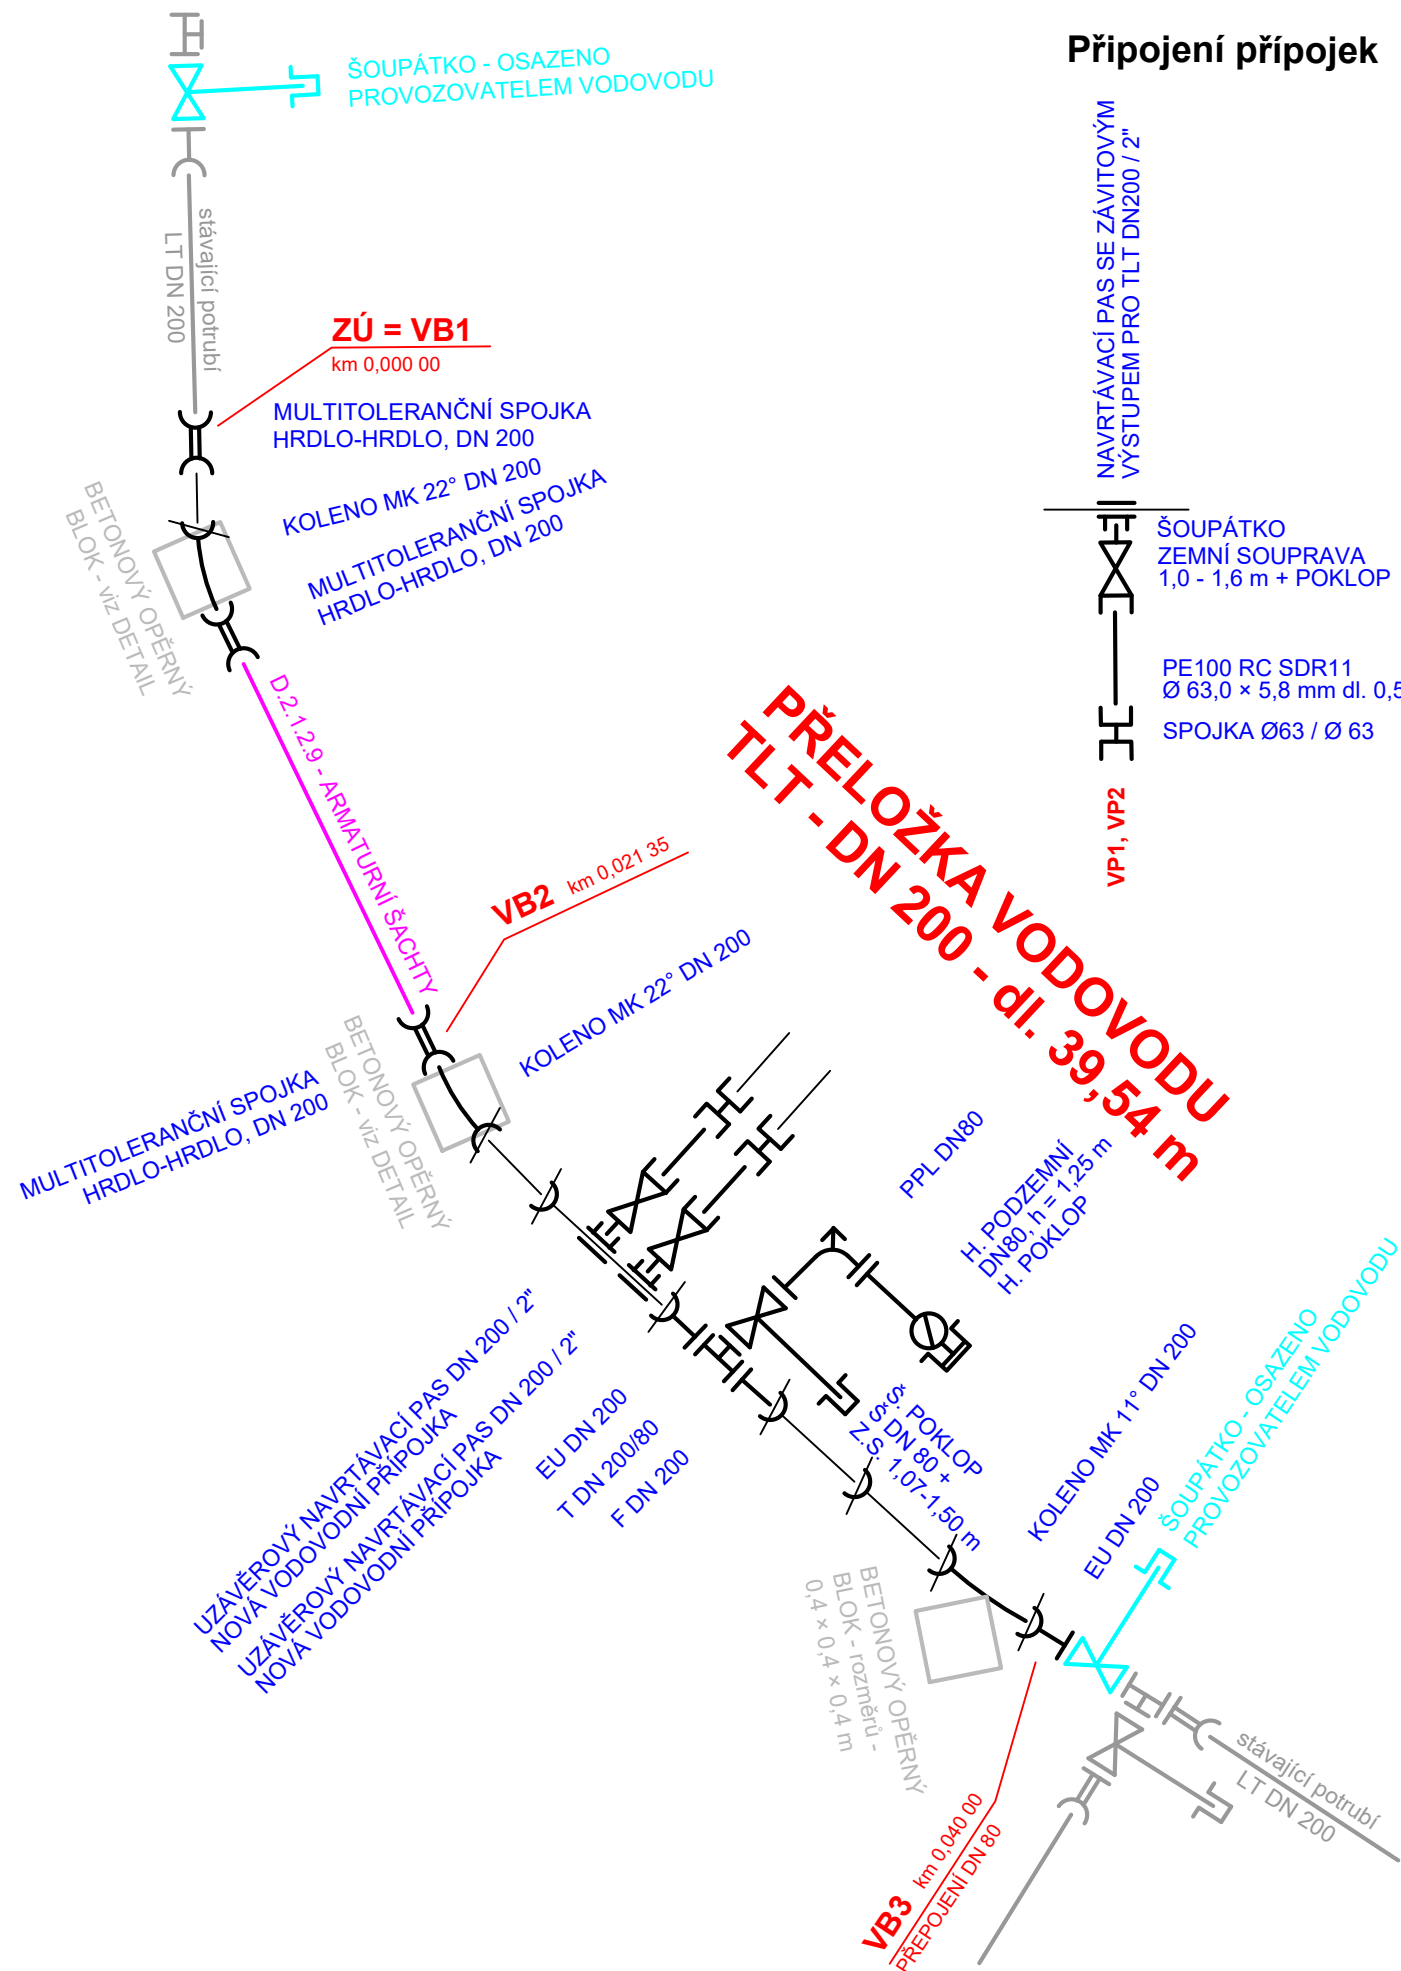 Připojení přípojek
ŠOUPÁTKO - OSAZENO
PROVOZOVATELEM VODOVODU
NAVRTÁVACÍ PAS SE ZÁVITOVÝM
VÝSTUPEM PRO TLT DN200 / 2"
stávající potrubí
LT DN 200
ZÚ = VB1
km 0,000 00
MULTITOLERANČNÍ SPOJKA
HRDLO-HRDLO, DN 200
KOLENO MK 22° DN 200
MULTITOLERANČNÍ SPOJKA
HRDLO-HRDLO, DN 200
BETONOVÝ OPĚRNÝ
BLOK - viz DETAIL
ŠOUPÁTKO
ZEMNÍ SOUPRAVA
1,0 - 1,6 m + POKLOP
PE100 RC SDR11
Ø 63,0 × 5,8 mm dl. 0,5
SPOJKA Ø63 / Ø 63
VP1, VP2
D.2.1.2.9 - ARMATURNÍ ŠACHTY
PŘELOŽKA VODOVODU
TLT - DN 200 - dl. 39,54 m
VB2 km 0,021 35
KOLENO MK 22° DN 200
MULTITOLERANČNÍ SPOJKA
HRDLO-HRDLO, DN 200
BETONOVÝ OPĚRNÝ
BLOK - viz DETAIL
PPL DN80
H. PODZEMNÍ
DN80, h = 1,25 m
H. POKLOP
UZÁVĚROVÝ NAVRTÁVACÍ PAS DN 200 / 2"
NOVÁ VODOVODNÍ PŘÍPOJKA
UZÁVĚROVÝ NAVRTÁVACÍ PAS DN 200 / 2"
NOVÁ VODOVODNÍ PŘÍPOJKA
EU DN 200
T DN 200/80
F DN 200
Š. POKLOP
Š DN 80 +
Z.S. 1,07-1,50 m
KOLENO MK 11° DN 200
EU DN 200
ŠOUPÁTKO - OSAZENO
PROVOZOVATELEM VODOVODU
BETONOVÝ OPĚRNÝ
BLOK - rozměrů -
0,4 × 0,4 × 0,4 m
stávající potrubí
LT DN 200
VB3 km 0,040 00
PŘEPOJENÍ DN 80